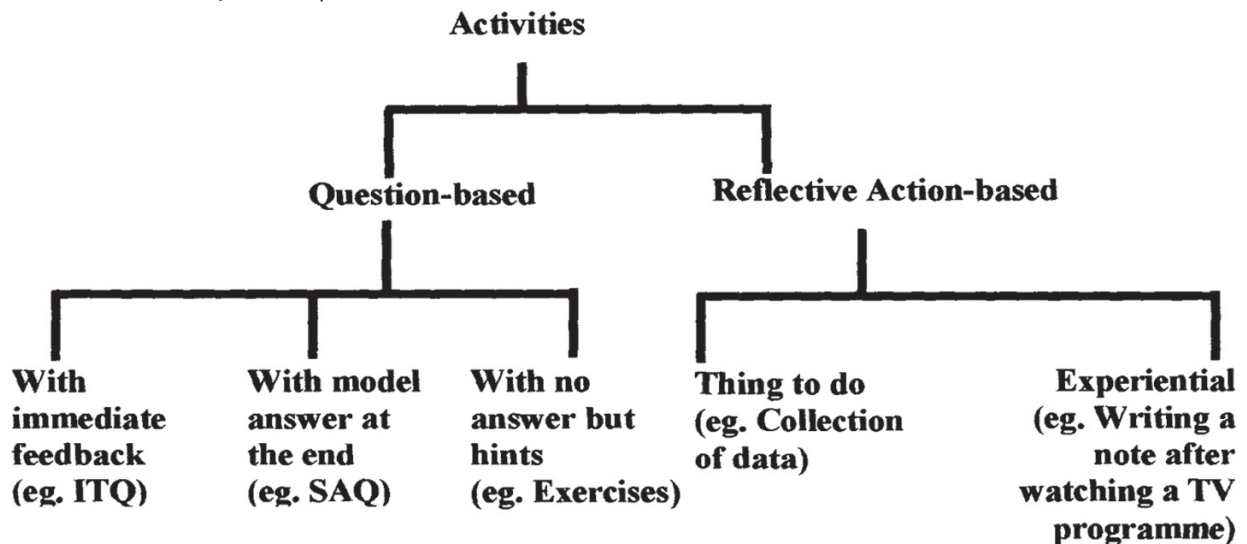 Activities
Question-based
Reflective Action-based
With
immediate
feedback
(eg. ITQ)
With model
answer at
the end
(eg. SAQ)
With no
answer but
hints
(eg. Exercises)
Thing to do
(eg. Collection
of data)
Experiential
(eg. Writing a
note after
watching a TV
programme)